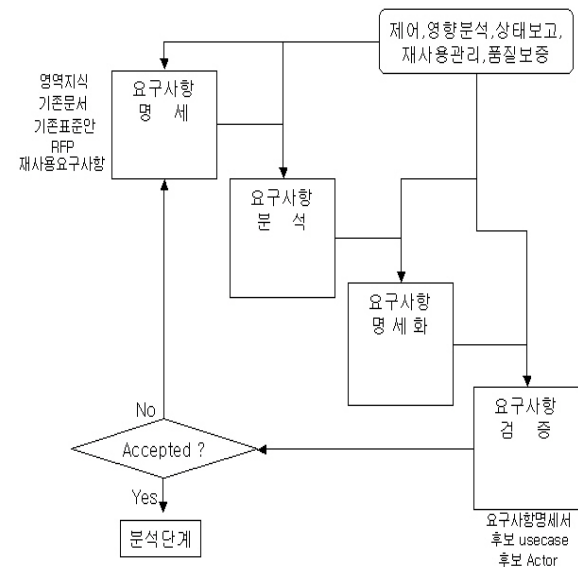 제어,영향분석,상태보고,
재사용관리,품질보증
영역지식
기존문서
기존표준안
RFP
재사용요구사항
요구사항
명 세
요구사항
분 석
요구사항
명 세 화
요구사항
검 증
요구사항명세서
후보 usecase
후보 Actor
No
Accepted ?
Yes
분석단계